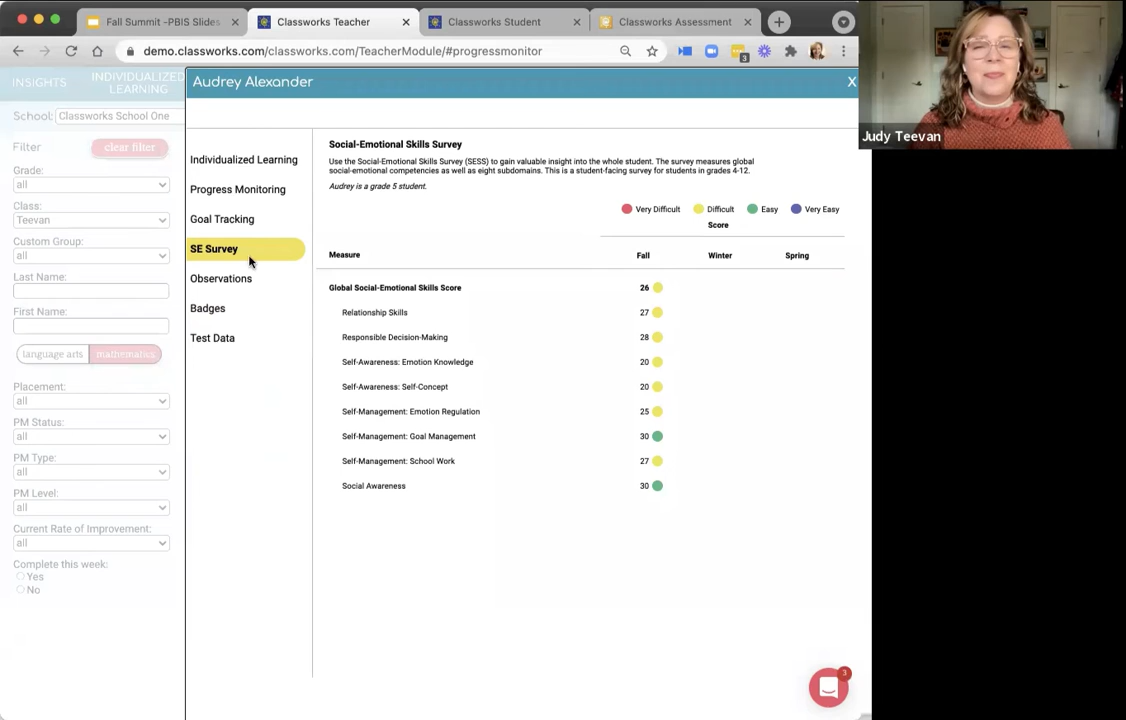 Fall Summit -PBIS Slides
Classworks Teacher
Classworks Student
Classworks Assessment
demo.classworks.com/classworks.com/TeacherModule/#progressmonitor
3
INSIGHTS
INDIVIDUALIZED
LEARNING
School: Classworks School One
Filter
clear filter
Grade:
all
Class:
Teevan
Custom Group:
all
Last Name:
First Name:
language arts
mathematics
Placement:
all
PM Status:
all
PM Type:
all
PM Level:
all
Current Rate of Improvement:
all
Complete this week:
Yes
No
Audrey Alexander
X
Individualized Learning
Progress Monitoring
Goal Tracking
SE Survey
Observations
Badges
Test Data
Social-Emotional Skills Survey
Use the Social-Emotional Skills Survey (SESS) to gain valuable insight into the whole student. The survey measures global
social-emotional competencies as well as eight subdomains. This is a student-facing survey for students in grades 4-12.
Audrey is a grade 5 student.
Very Difficult Difficult Easy Very Easy
Score
Measure Fall Winter Spring
Global Social-Emotional Skills Score 26
Relationship Skills 27
Responsible Decision-Making 28
Self-Awareness: Emotion Knowledge 20
Self-Awareness: Self-Concept 20
Self-Management: Emotion Regulation 25
Self-Management: Goal Management 30
Self-Management: School Work 27
Social Awareness 30
3
Judy Teevan